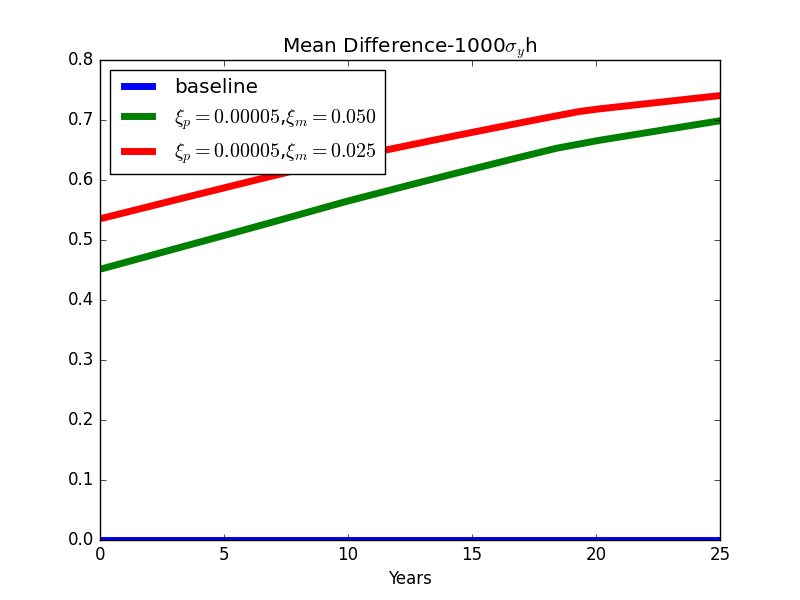 Mean Difference-1000σ_yh
baseline
ξ_p = 0.00005,ξ_m = 0.050
ξ_p = 0.00005,ξ_m = 0.025
0.8
0.7
0.6
0.5
0.4
0.3
0.2
0.1
0.0
0 5 10 15 20 25
Years